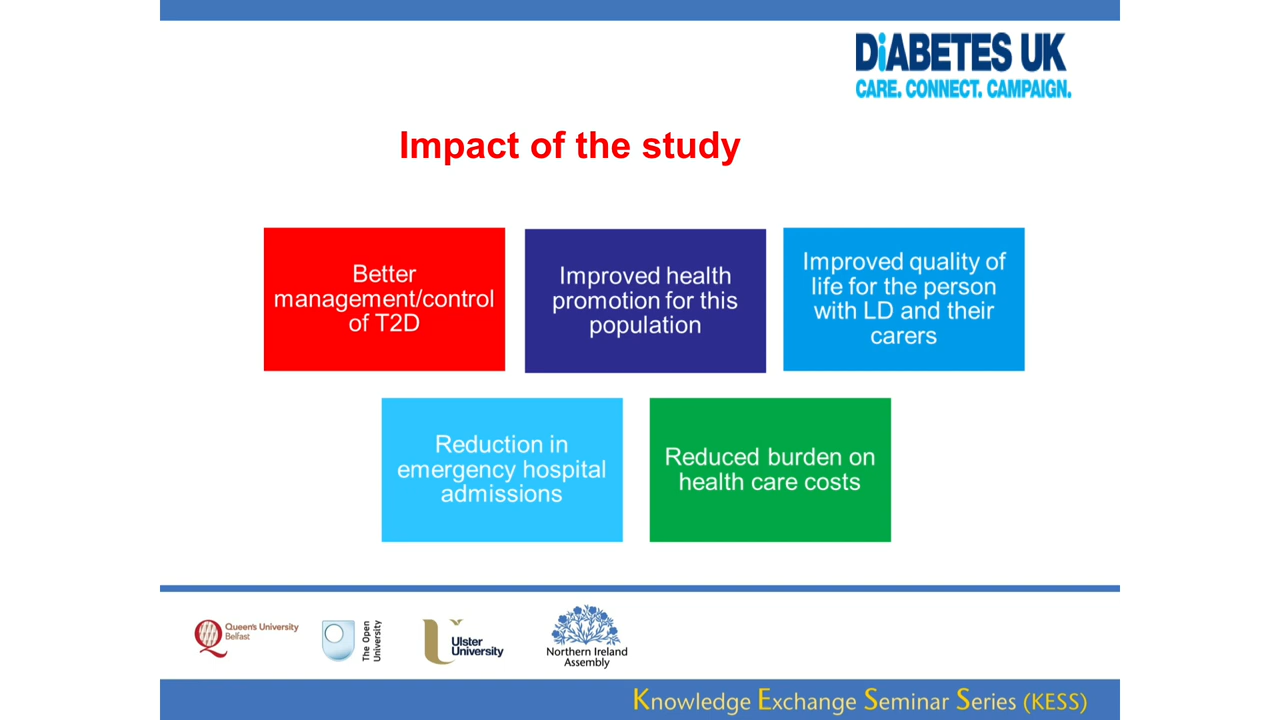 DiABETES UK
CARE. CONNECT. CAMPAIGN.
Impact of the study
Better
management/control
of T2D
Improved health
promotion for this
population
Improved quality of
life for the person
with LD and their
carers
Reduction in
emergency hospital
admissions
Reduced burden on
health care costs
Queen's University
Belfast
The Open
University
Ulster
University
Northern Ireland
Assembly
Knowledge Exchange Seminar Series (KESS)